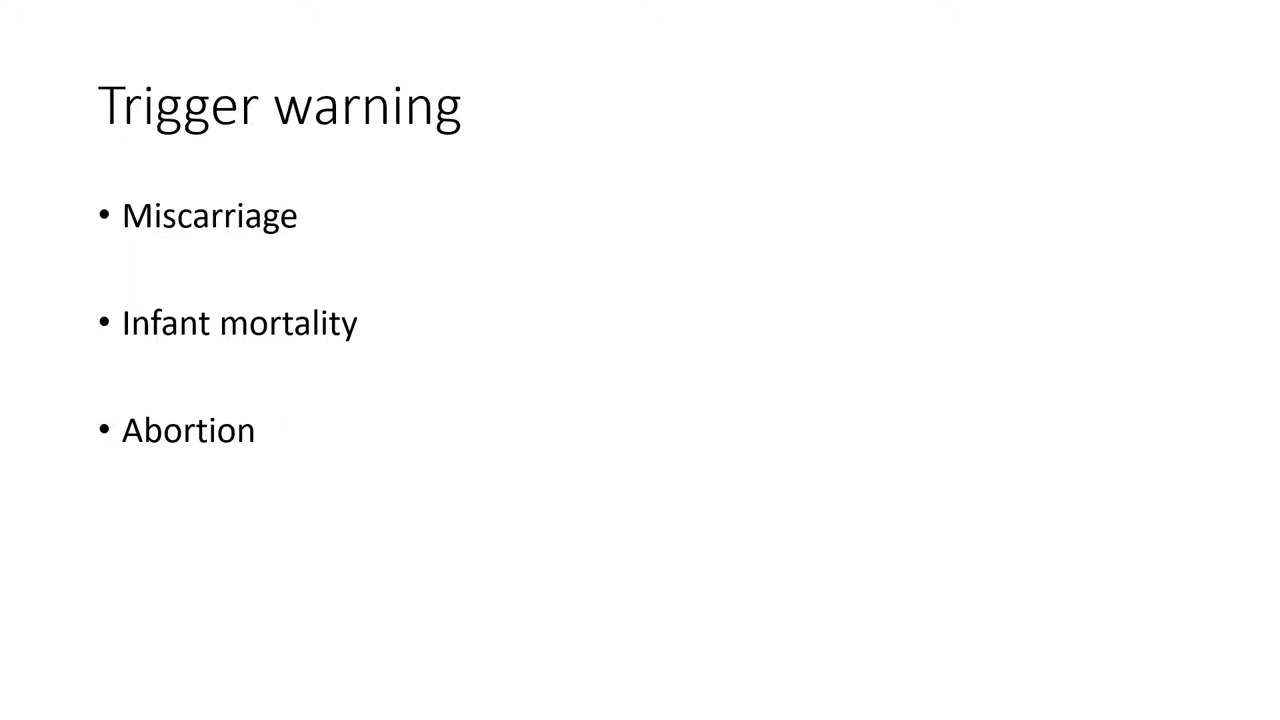 Trigger warning
• Miscarriage
• Infant mortality
• Abortion